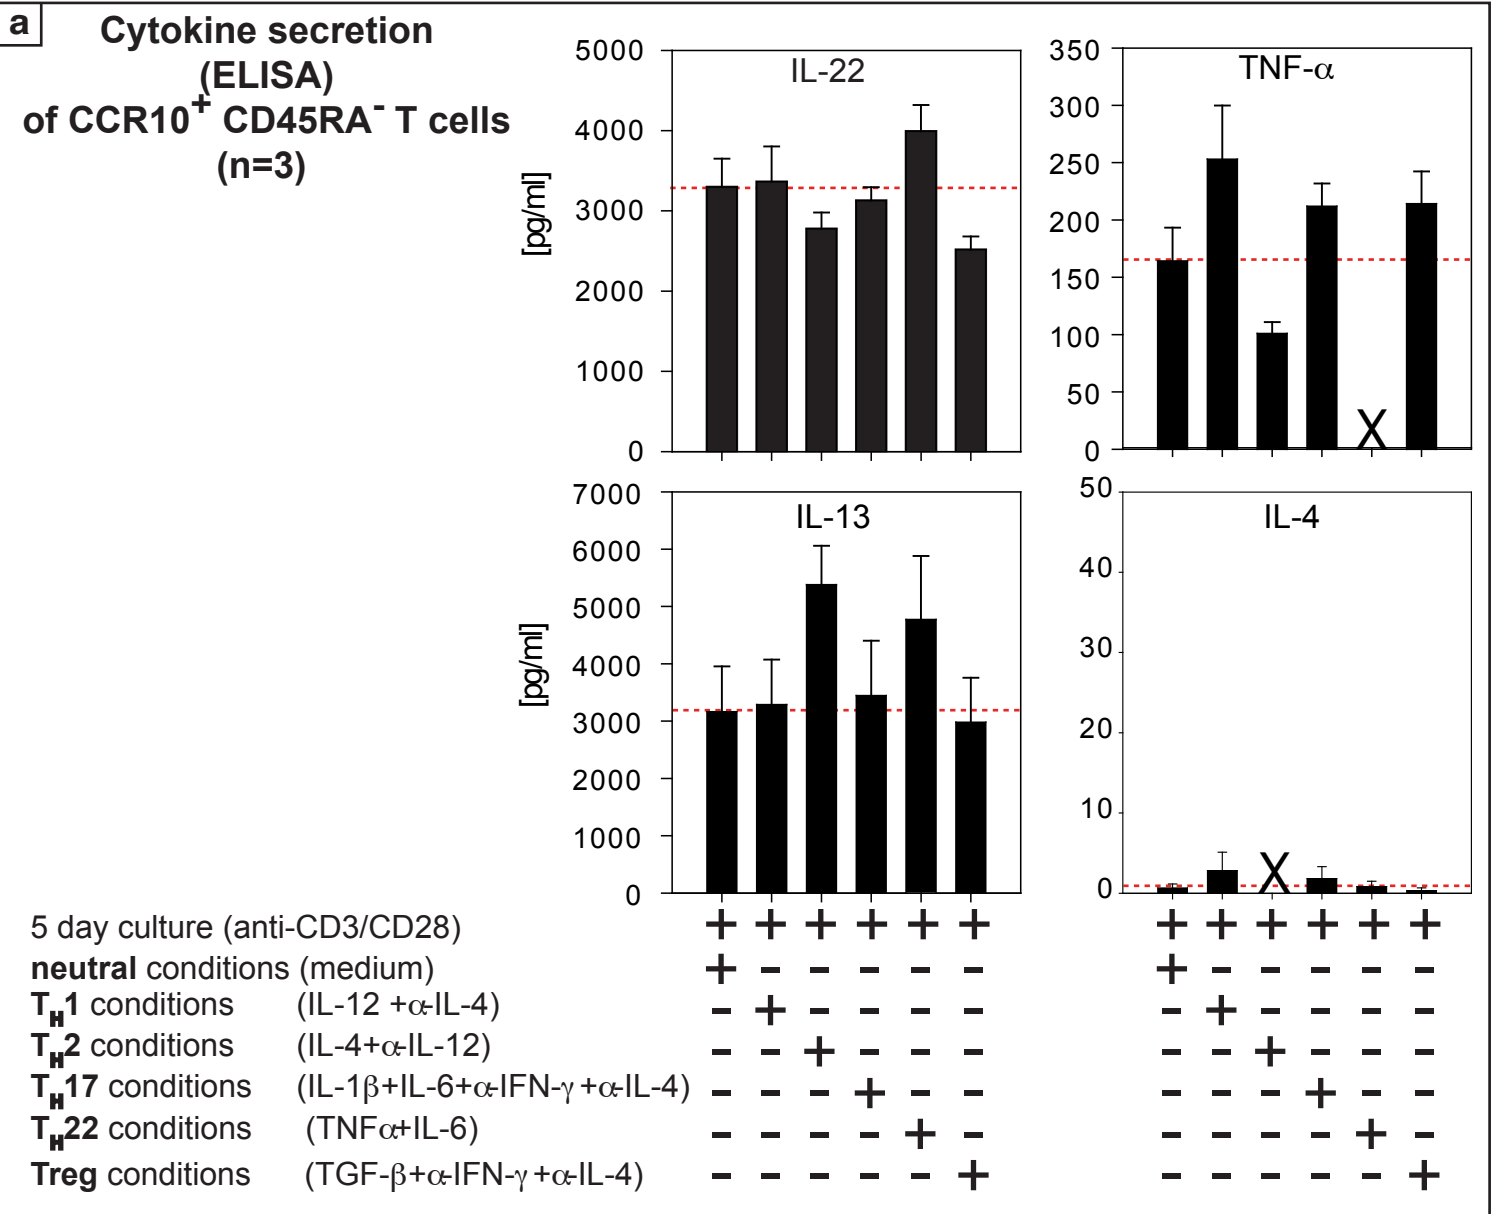 a
Cytokine secretion
(ELISA)
of CCR10+ CD45RA- T cells
(n=3)
IL-22
[pg/ml]
5000
4000
3000
2000
1000
0
TNF-α
350
300
250
200
150
100
50
0
X
IL-13
[pg/ml]
7000
6000
5000
4000
3000
2000
1000
0
IL-4
50
40
30
20
10
0
X
5 day culture (anti-CD3/CD28) + + + + + + + + + + + +
neutral conditions (medium) + - - - - - + - - - - -
TH1 conditions (IL-12 +α-IL-4) - + - - - - - + - - - -
TH2 conditions (IL-4+α-IL-12) - - + - - - - - + - - -
TH17 conditions (IL-1β+IL-6+α-IFN-γ+α-IL-4) - - - + - - - - - + - -
TH22 conditions (TNFα+IL-6) - - - - + - - - - - + -
Treg conditions (TGF-β+α-IFN-γ+α-IL-4) - - - - - + - - - - - +